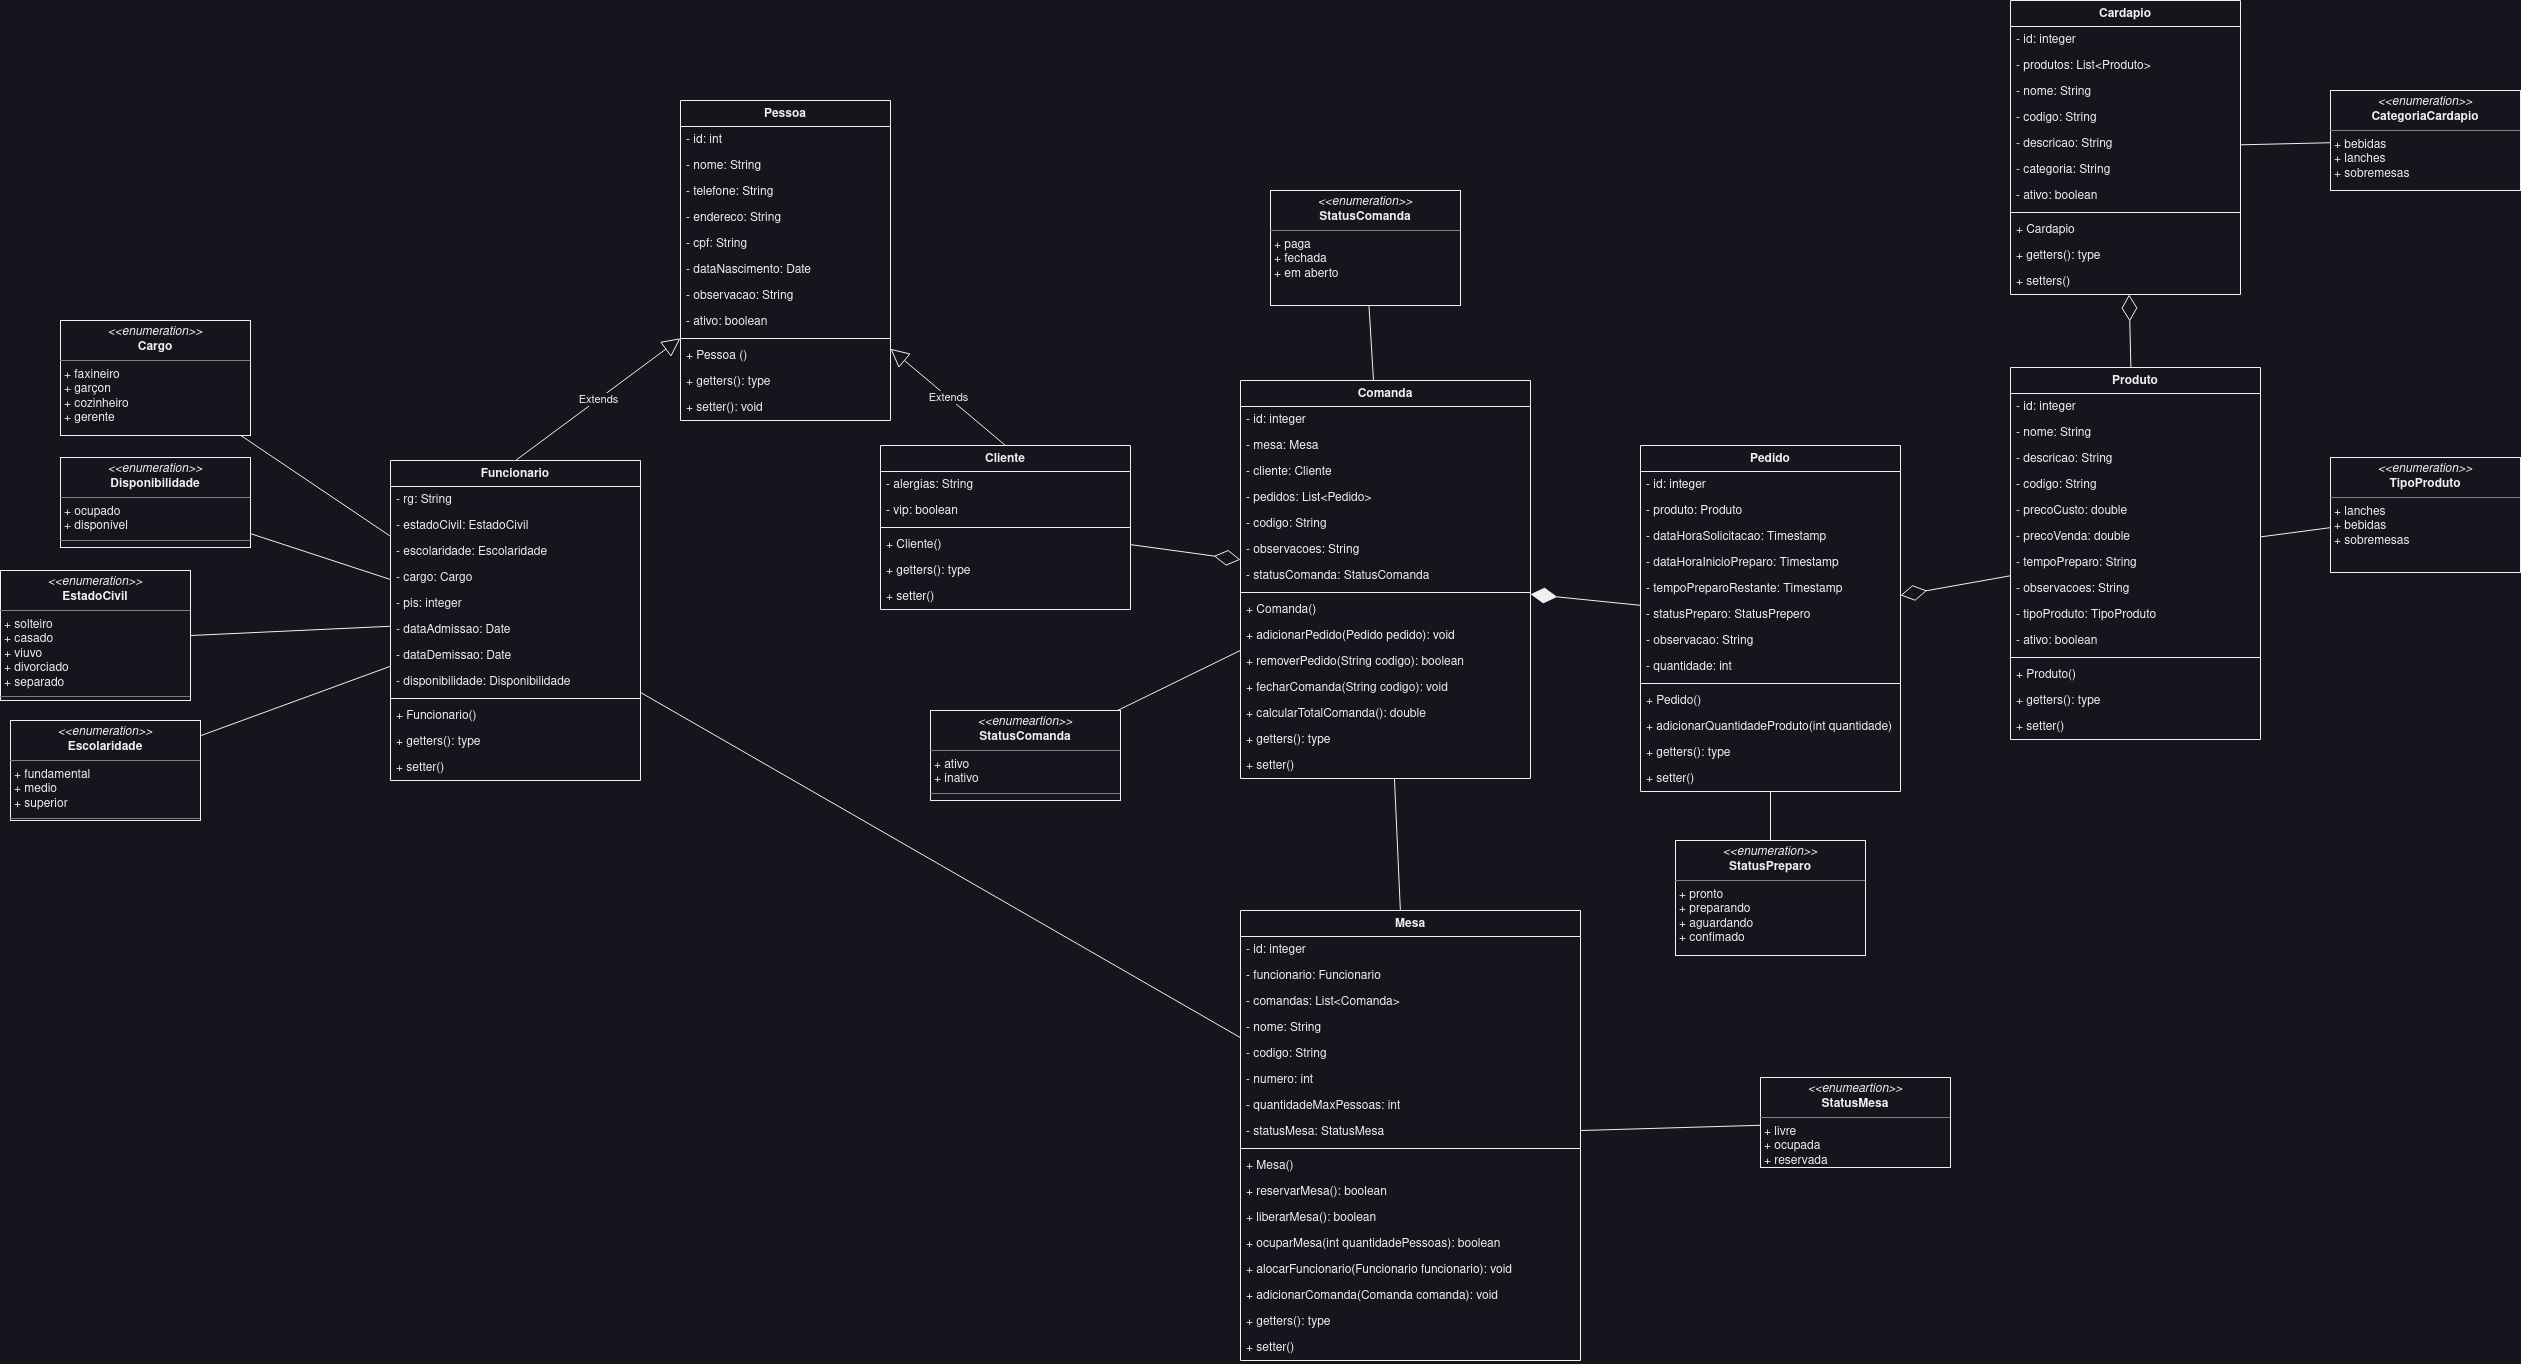 Cardapio
- id: integer
- produtos: List<Produto>
- nome: String
- codigo: String
- descricao: String
- categoria: String
- ativo: boolean
+ Cardapio
+ getters(): type
+ setters()
<<enumeration>>
CategoriaCardapio
+ bebidas
+ lanches
+ sobremesas
Pessoa
- id: int
- nome: String
- telefone: String
- endereco: String
- cpf: String
- dataNascimento: Date
- observacao: String
- ativo: boolean
+ Pessoa ()
+ getters(): type
+ setter(): void
<<enumeration>>
StatusComanda
+ paga
+ fechada
+ em aberto
<<enumeration>>
Cargo
+ faxineiro
+ garçon
+ cozinheiro
+ gerente
Extends
Extends
<<enumeration>>
Disponibilidade
+ ocupado
+ disponível
<<enumeration>>
EstadoCivil
+ solteiro
+ casado
+ viuvo
+ divorciado
+ separado
<<enumeration>>
Escolaridade
+ fundamental
+ medio
+ superior
Funcionario
- rg: String
- estadoCivil: EstadoCivil
- escolaridade: Escolaridade
- cargo: Cargo
- pis: integer
- dataAdmissao: Date
- dataDemissao: Date
- disponibilidade: Disponibilidade
+ Funcionario()
+ getters(): type
+ setter()
Cliente
- alergias: String
- vip: boolean
+ Cliente()
+ getters(): type
+ setter()
<<enumeartion>>
StatusComanda
+ ativo
+ inativo
Comanda
- id: integer
- mesa: Mesa
- cliente: Cliente
- pedidos: List<Pedido>
- codigo: String
- observacoes: String
- statusComanda: StatusComanda
+ Comanda()
+ adicionarPedido(Pedido pedido): void
+ removerPedido(String codigo): boolean
+ fecharComanda(String codigo): void
+ calcularTotalComanda(): double
+ getters(): type
+ setter()
Pedido
- id: integer
- produto: Produto
- dataHoraSolicitacao: Timestamp
- dataHoraInicioPreparo: Timestamp
- tempoPreparoRestante: Timestamp
- statusPreparo: StatusPrepero
- observacao: String
- quantidade: int
+ Pedido()
+ adicionarQuantidadeProduto(int quantidade)
+ getters(): type
+ setter()
Produto
- id: integer
- nome: String
- descricao: String
- codigo: String
- precoCusto: double
- precoVenda: double
- tempoPreparo: String
- observacoes: String
- tipoProduto: TipoProduto
- ativo: boolean
+ Produto()
+ getters(): type
+ setter()
<<enumeration>>
TipoProduto
+ lanches
+ bebidas
+ sobremesas
<<enumeration>>
StatusPreparo
+ pronto
+ preparando
+ aguardando
+ confimado
Mesa
- id: integer
- funcionario: Funcionario
- comandas: List<Comanda>
- nome: String
- codigo: String
- numero: int
- quantidadeMaxPessoas: int
- statusMesa: StatusMesa
+ Mesa()
+ reservarMesa(): boolean
+ liberarMesa(): boolean
+ ocuparMesa(int quantidadePessoas): boolean
+ alocarFuncionario(Funcionario funcionario): void
+ adicionarComanda(Comanda comanda): void
+ getters(): type
+ setter()
<<enumeartion>>
StatusMesa
+ livre
+ ocupada
+ reservada